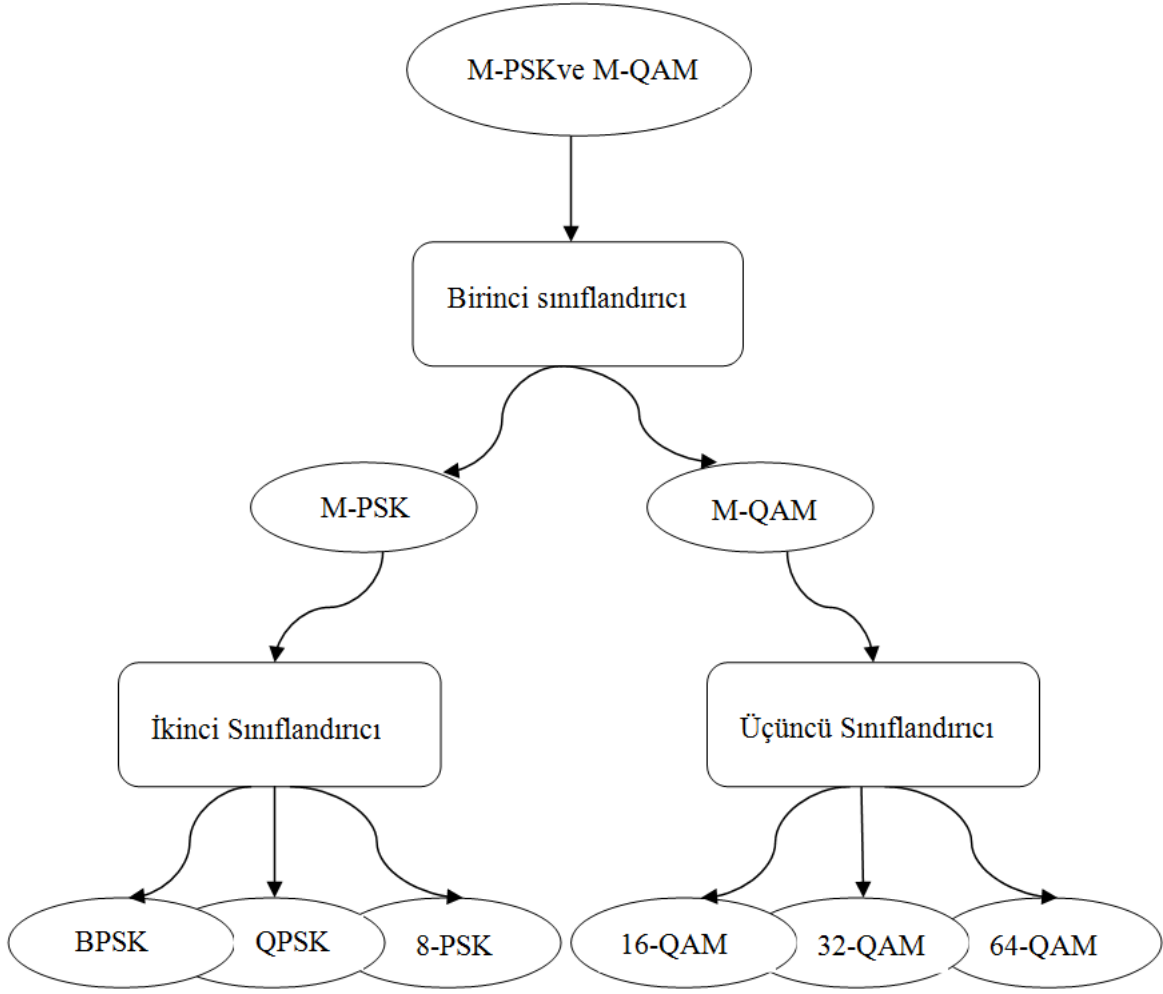 M-PSKve M-QAM
Birinci sınıflandırıcı
M-PSK
M-QAM
İkinci Sınıflandırıcı
Üçüncü Sınıflandırıcı
BPSK
QPSK
8-PSK
16-QAM
32-QAM
64-QAM